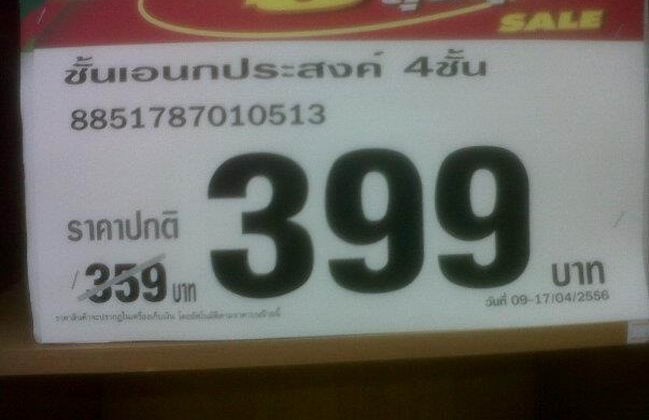 SALE
ชั้นเอนกประสงค์ 4ชั้น
8851787010513
ราคาปกติ
399
359 บาท
บาท
วันที่ 09-17/04/2556